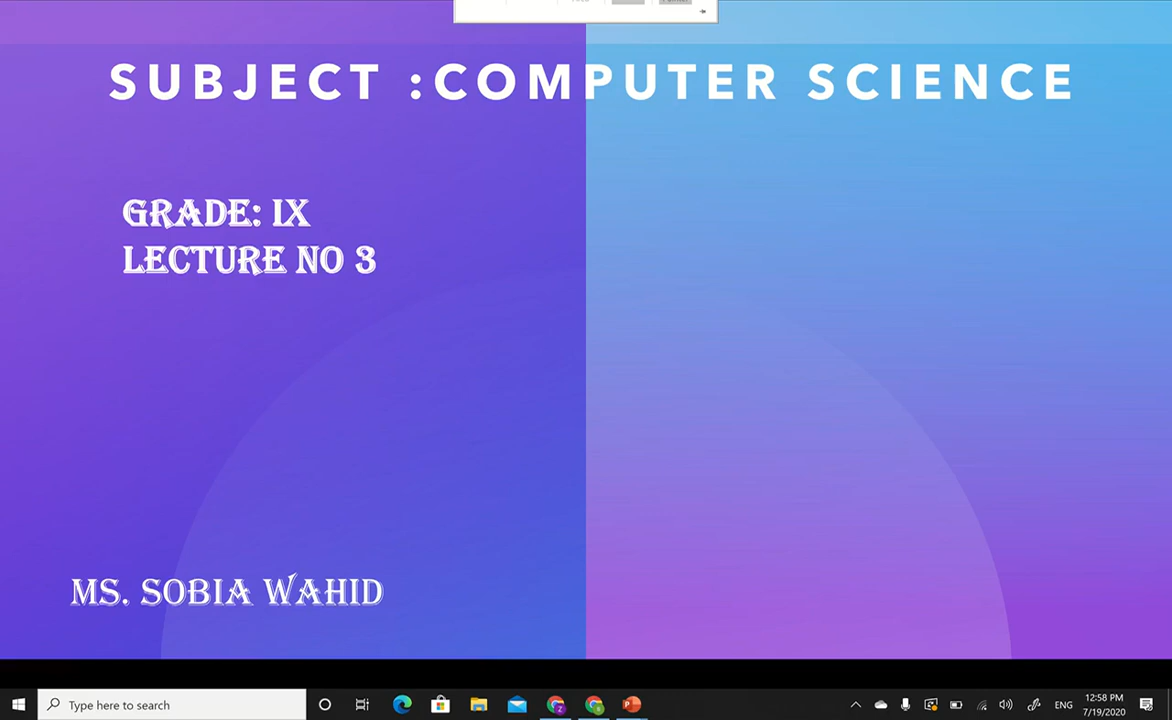 SUBJECT :COMPUTER SCIENCE
GRADE: IX
LECTURE NO 3
MS. SOBIA WAHID
Type here to search
ENG
12:58 PM
7/19/2020